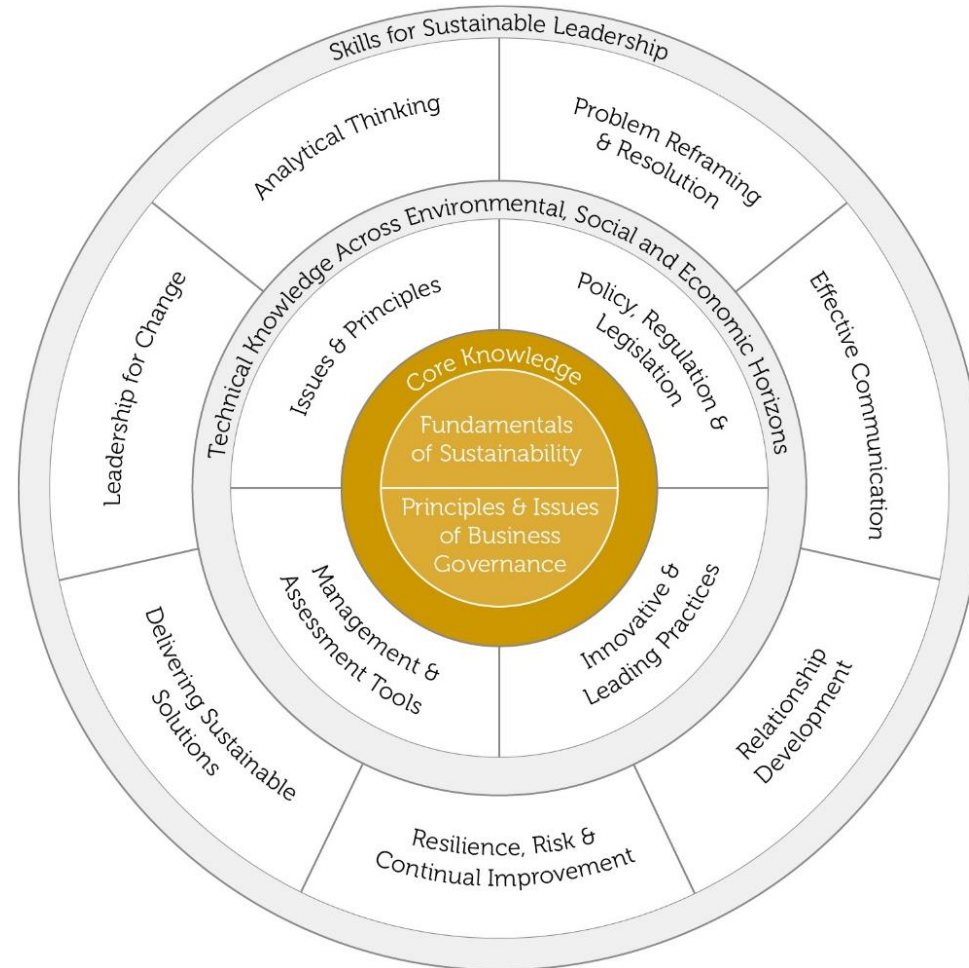 Skills for Sustainable Leadership
Analytical Thinking
Problem Reframing
& Resolution
Effective Communication
Relationship
Development
Resilience, Risk &
Continual Improvement
Delivering Sustainable
Solutions
Leadership for Change
Technical Knowledge Across Environmental, Social and Economic Horizons
Issues & Principles
Policy, Regulation &
Legislation
Innovative &
Leading Practices
Management &
Assessment Tools
Core Knowledge
Fundamentals
of Sustainability
Principles & Issues
of Business
Governance